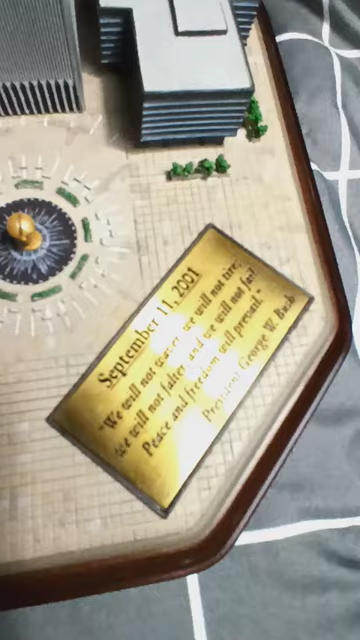 September 11, 2001
"We will not waver, we will not tire,
we will not falter, and we will not fail.
Peace and freedom will prevail."
President George W. Bush